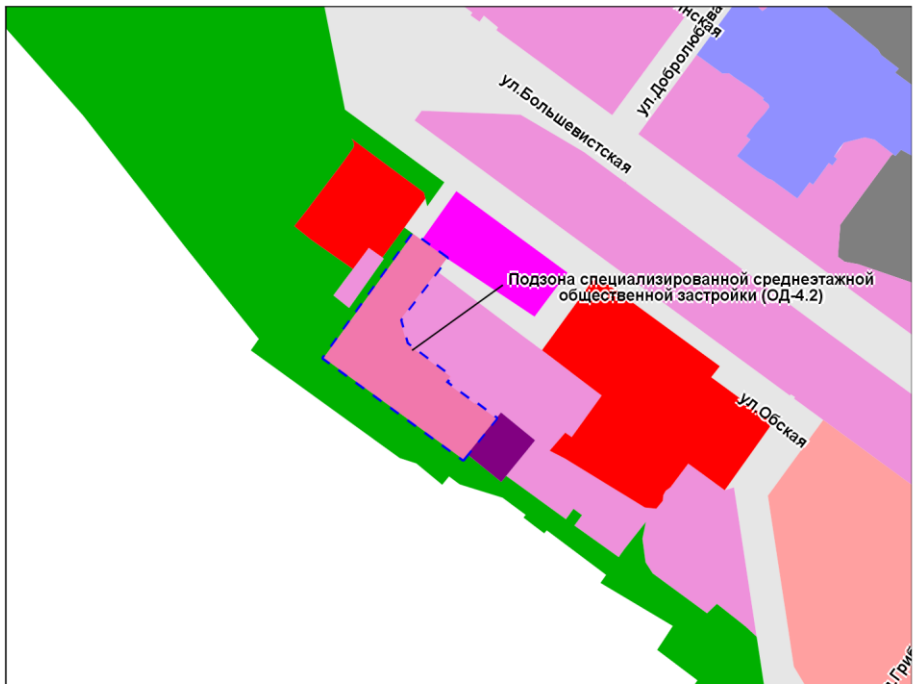 ул.Добролюбова
ул.Большевистская
Подзона специализированной среднеэтажной
общественной застройки (ОД-4.2)
ул.Обская